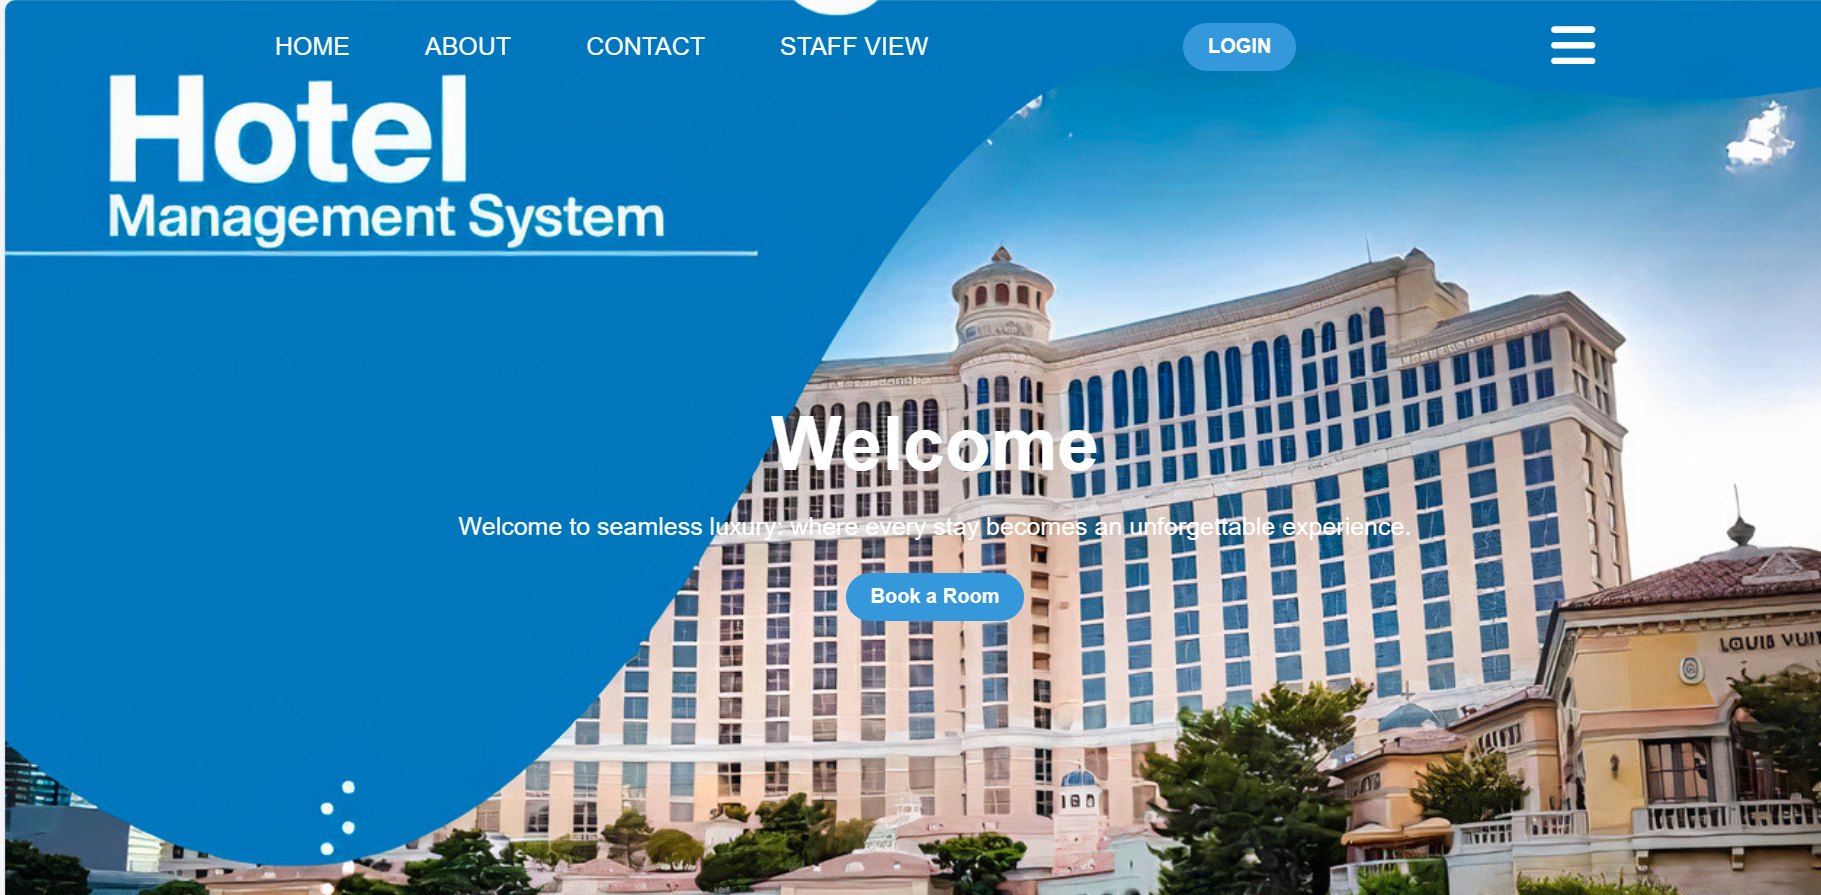 HOME ABOUT CONTACT STAFF VIEW LOGIN
Hotel
Management System
Welcome
Welcome to seamless luxury: where every stay becomes an unforgettable experience.
Book a Room
LOUIS VUI